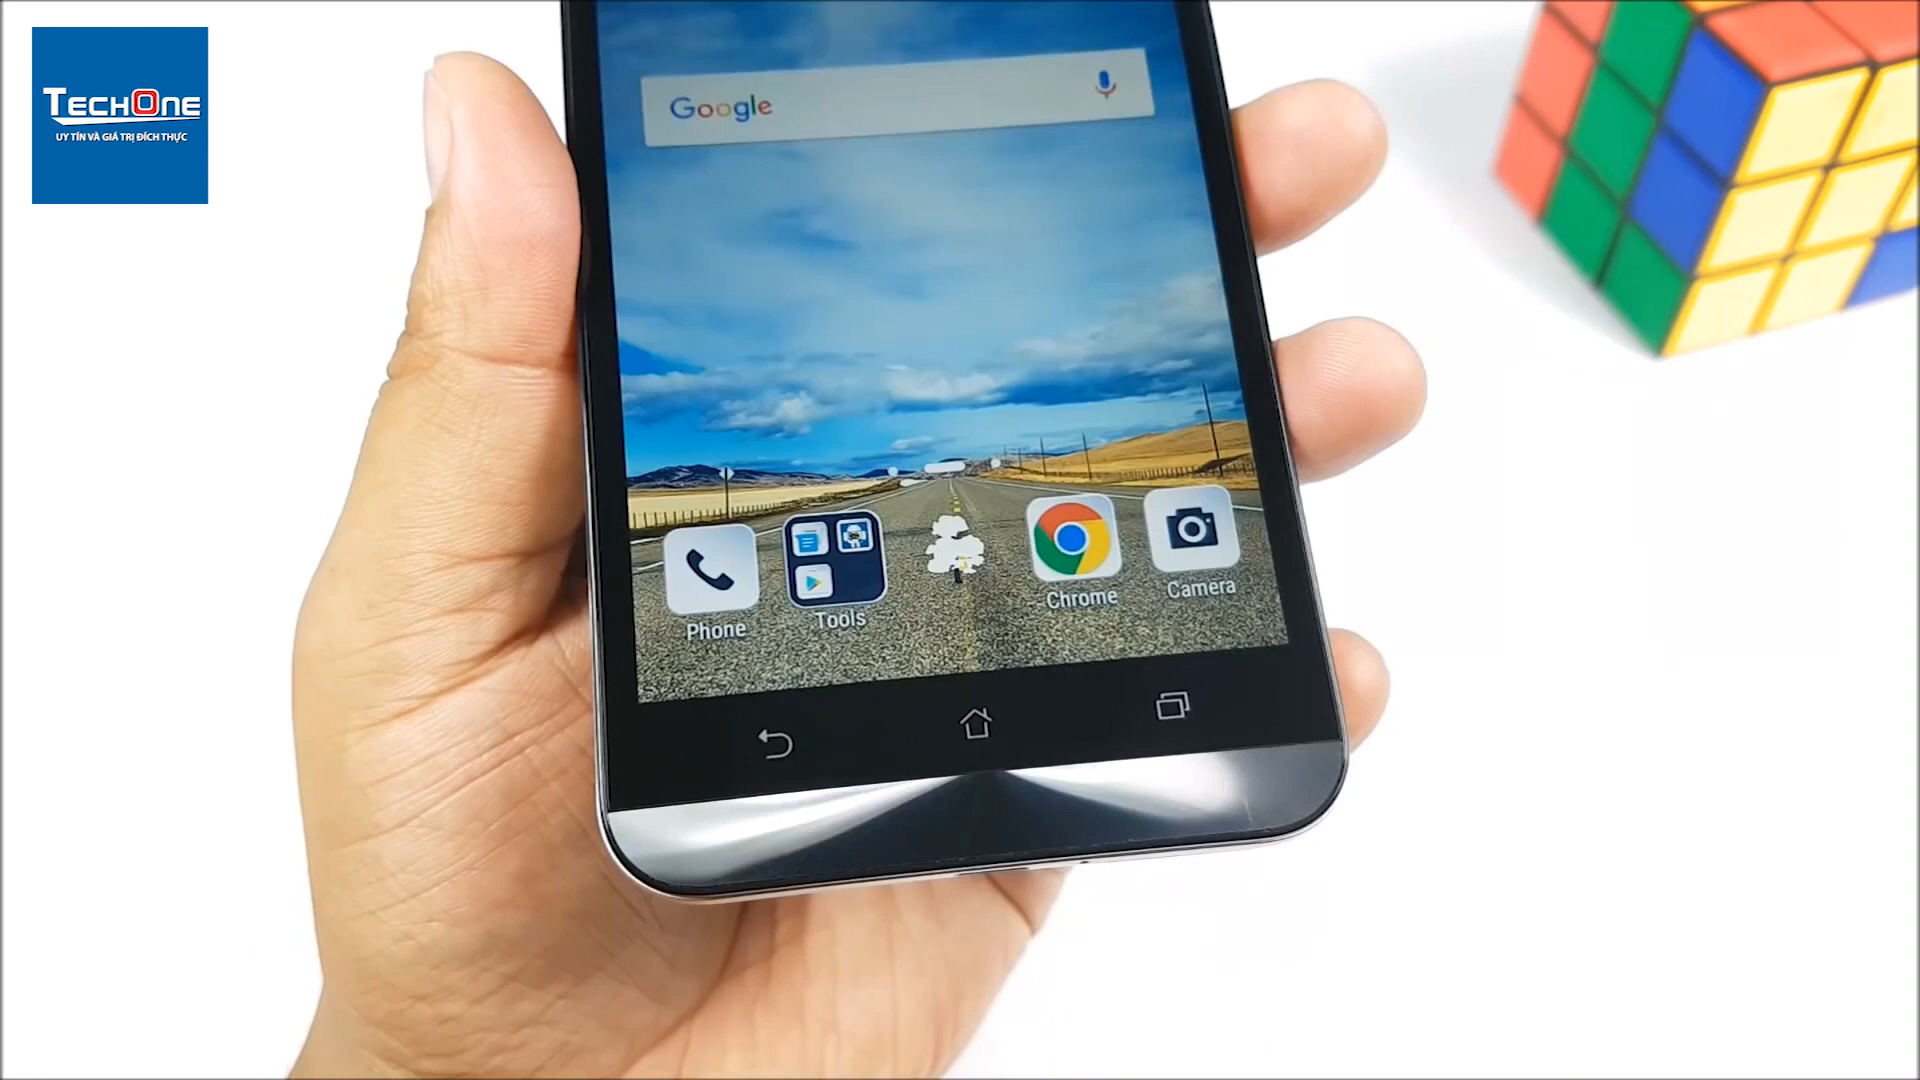 TECHONE
UY TÍN VÀ GIÁ TRỊ ĐÍCH THỰC
Google
Phone
Tools
Chrome
Camera